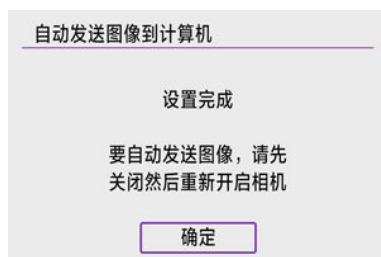 自动发送图像到计算机
设置完成
要自动发送图像，请先
关闭然后重新开启相机
确定